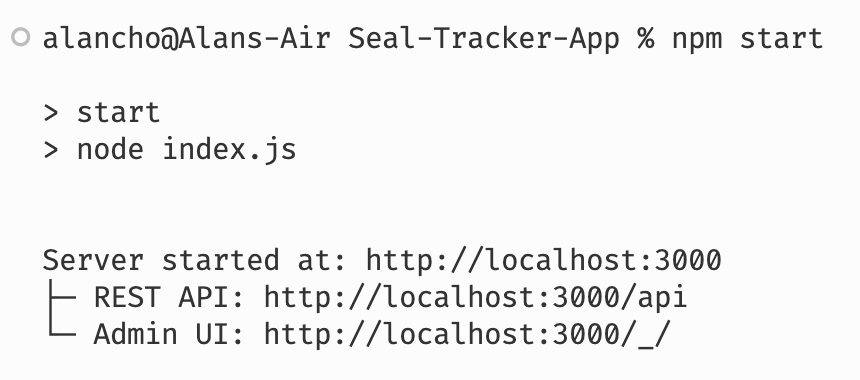 alancho@Alans-Air Seal-Tracker-App % npm start
> start
> node index.js
Server started at: http://localhost:3000
├─ REST API: http://localhost:3000/api
└─ Admin UI: http://localhost:3000/_/